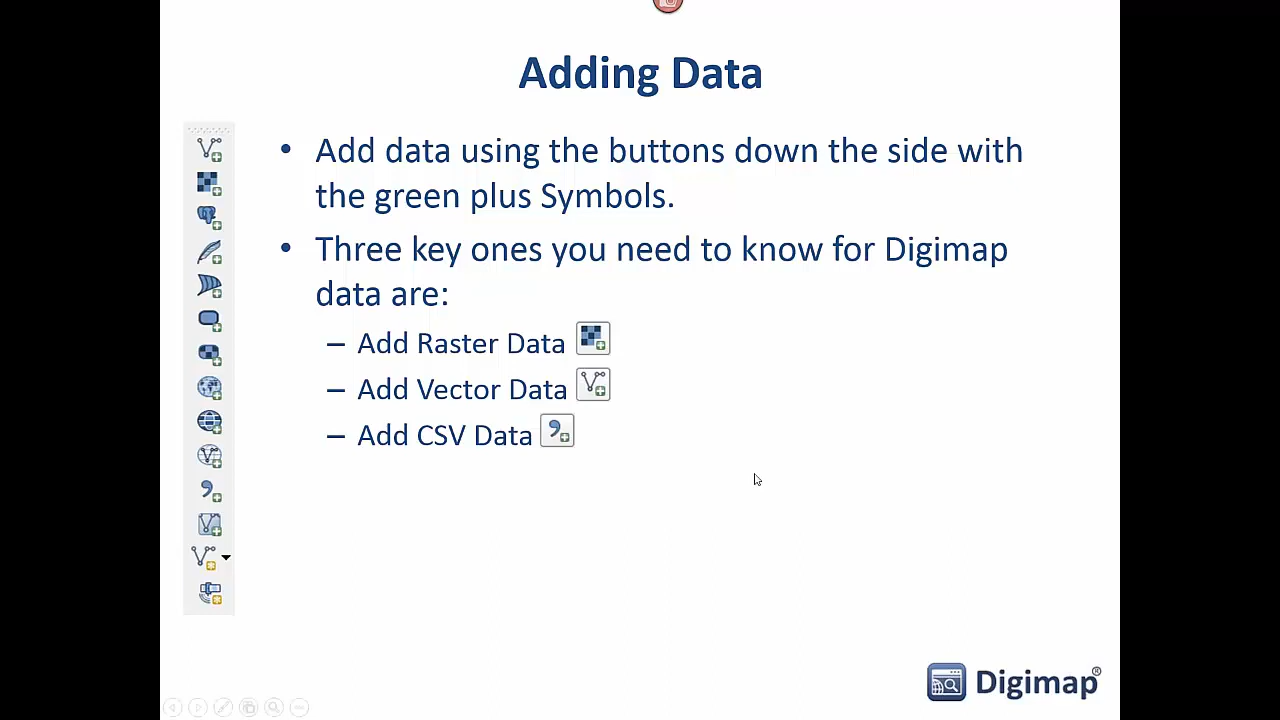 Adding Data
• Add data using the buttons down the side with
the green plus Symbols.
• Three key ones you need to know for Digimap
data are:
– Add Raster Data
– Add Vector Data
– Add CSV Data
Digimap®